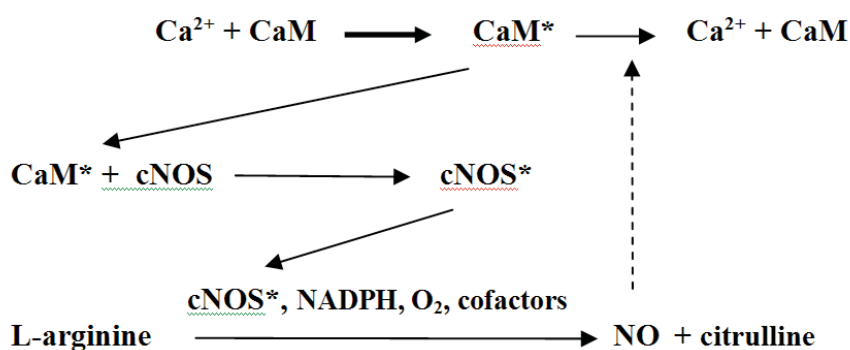 Ca²⁺ + CaM CaM* Ca²⁺ + CaM
CaM* + cNOS cNOS*
cNOS*, NADPH, O₂, cofactors
L-arginine NO + citrulline